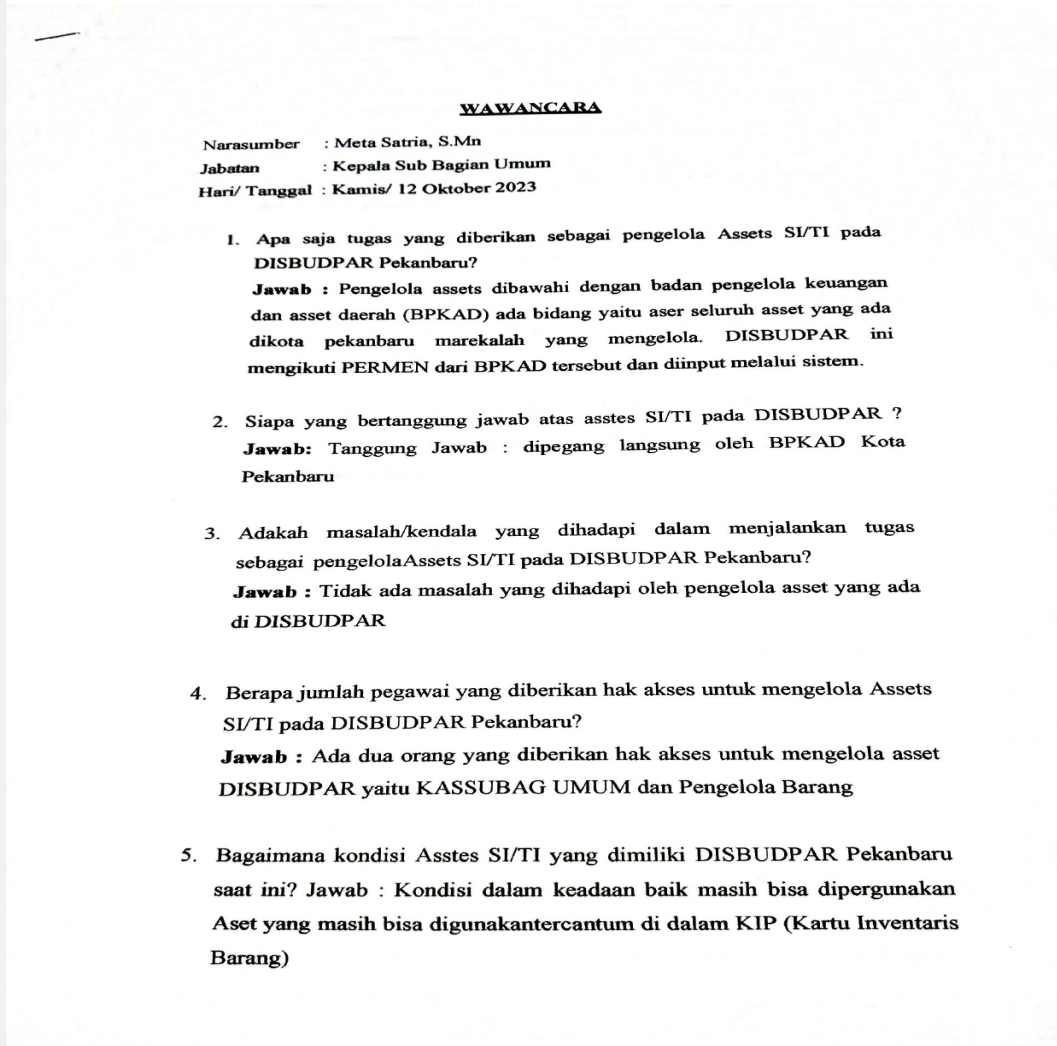 WAWANCARA
Narasumber : Meta Satria, S.Mn
Jabatan : Kepala Sub Bagian Umum
Hari/ Tanggal : Kamis/ 12 Oktober 2023
1. Apa saja tugas yang diberikan sebagai pengelola Assets SI/TI pada
DISBUDPAR Pekanbaru?
Jawab : Pengelola assets dibawahi dengan badan pengelola keuangan
dan asset daerah (BPKAD) ada bidang yaitu aser seluruh asset yang ada
dikota pekanbaru marekalah yang mengelola. DISBUDPAR ini
mengikuti PERMEN dari BPKAD tersebut dan diinput melalui sistem.
2. Siapa yang bertanggung jawab atas asstes SI/TI pada DISBUDPAR ?
Jawab: Tanggung Jawab : dipegang langsung oleh BPKAD Kota
Pekanbaru
3. Adakah masalah/kendala yang dihadapi dalam menjalankan tugas
sebagai pengelolaAssets SI/TI pada DISBUDPAR Pekanbaru?
Jawab : Tidak ada masalah yang dihadapi oleh pengelola asset yang ada
di DISBUDPAR
4. Berapa jumlah pegawai yang diberikan hak akses untuk mengelola Assets
SI/TI pada DISBUDPAR Pekanbaru?
Jawab : Ada dua orang yang diberikan hak akses untuk mengelola asset
DISBUDPAR yaitu KASSUBAG UMUM dan Pengelola Barang
5. Bagaimana kondisi Asstes SI/TI yang dimiliki DISBUDPAR Pekanbaru
saat ini? Jawab : Kondisi dalam keadaan baik masih bisa dipergunakan
Aset yang masih bisa digunakantercantum di dalam KIP (Kartu Inventaris
Barang)